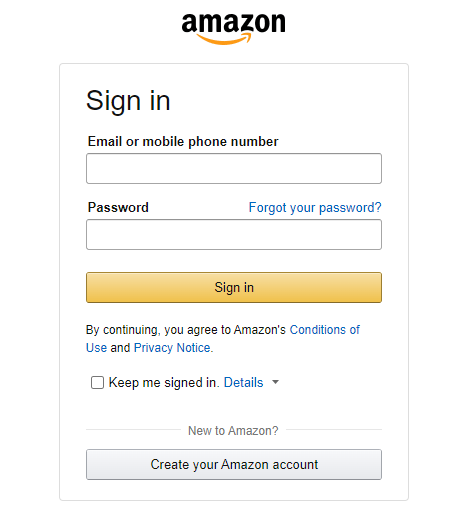 amazon
Sign in
Email or mobile phone number
Password Forgot your password?
Sign in
By continuing, you agree to Amazon's Conditions of
Use and Privacy Notice.
Keep me signed in. Details
New to Amazon?
Create your Amazon account